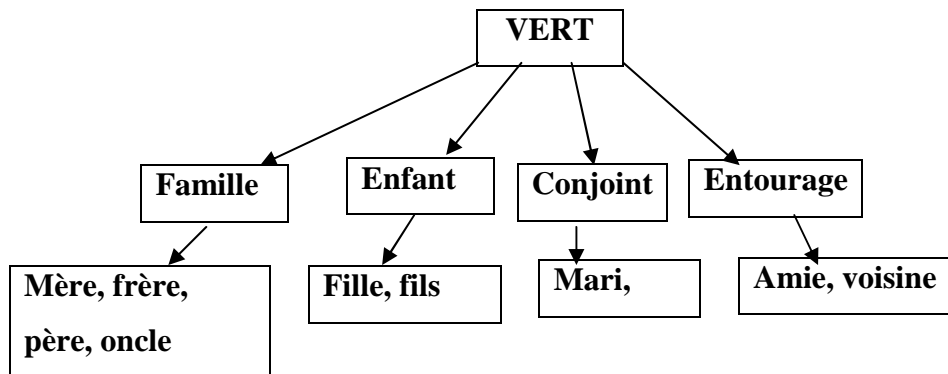 VERT
Famille
Enfant
Conjoint
Entourage
Mère, frère,
père, oncle
Fille, fils
Mari,
Amie, voisine